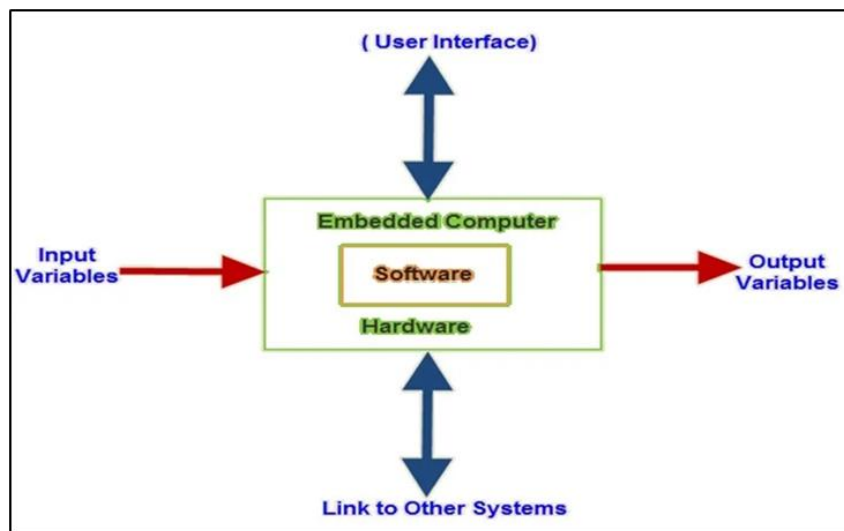 ( User Interface)
Embedded Computer
Input
Variables
Software
Output
Variables
Hardware
Link to Other Systems